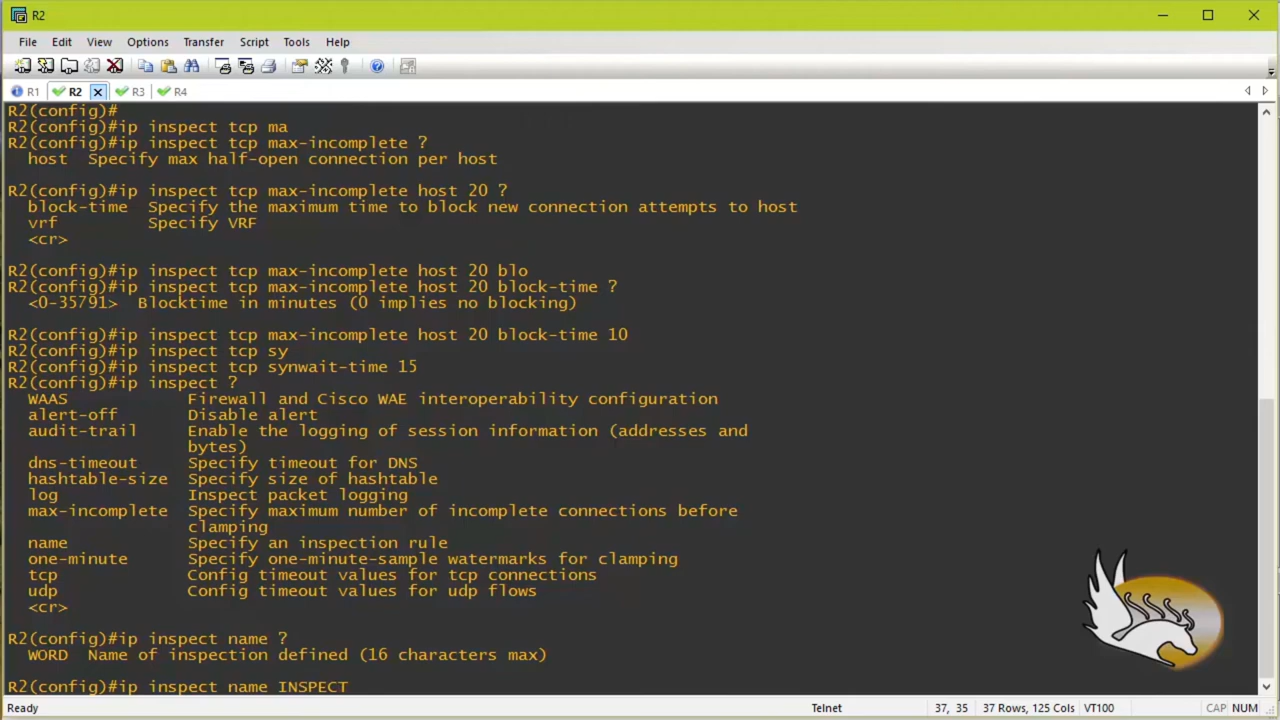 R2
File Edit View Options Transfer Script Tools Help
R1 R2 R3 R4
R2(config)#
R2(config)#ip inspect tcp ma
R2(config)#ip inspect tcp max-incomplete ?
host Specify max half-open connection per host
R2(config)#ip inspect tcp max-incomplete host 20 ?
block-time Specify the maximum time to block new connection attempts to host
vrf Specify VRF
<cr>
R2(config)#ip inspect tcp max-incomplete host 20 blo
R2(config)#ip inspect tcp max-incomplete host 20 block-time ?
<0-35791> Blocktime in minutes (0 implies no blocking)
R2(config)#ip inspect tcp max-incomplete host 20 block-time 10
R2(config)#ip inspect tcp sy
R2(config)#ip inspect tcp synwait-time 15
R2(config)#ip inspect ?
WAAS Firewall and Cisco WAE interoperability configuration
alert-off Disable alert
audit-trail Enable the logging of session information (addresses and
bytes)
dns-timeout Specify timeout for DNS
hashtable-size Specify size of hashtable
log Inspect packet logging
max-incomplete Specify maximum number of incomplete connections before
clamping
name Specify an inspection rule
one-minute Specify one-minute-sample watermarks for clamping
tcp Config timeout values for tcp connections
udp Config timeout values for udp flows
<cr>
R2(config)#ip inspect name ?
WORD Name of inspection defined (16 characters max)
R2(config)#ip inspect name INSPECT
Ready Telnet 37, 35 37 Rows, 125 Cols VT100 CAP NUM